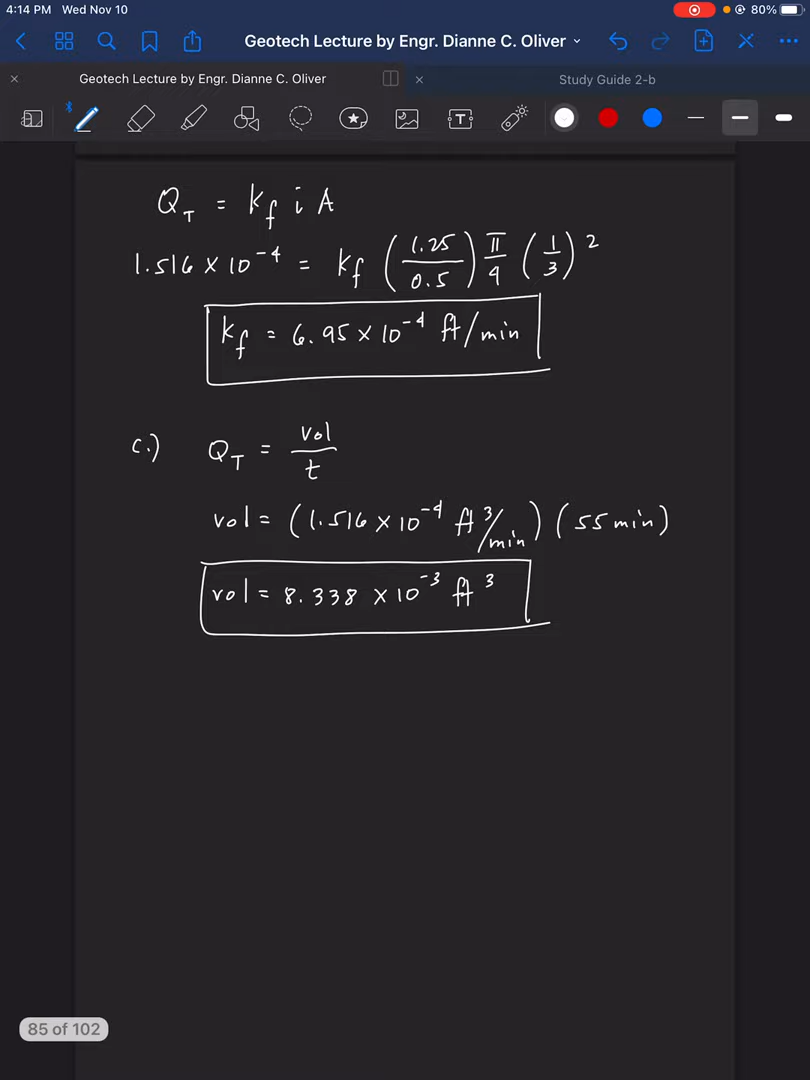 4:14 PM Wed Nov 10 80%
Geotech Lecture by Engr. Dianne C. Oliver
Geotech Lecture by Engr. Dianne C. Oliver
Study Guide 2-b
Q_T = k_f i A
1.516 × 10^-4 = k_f (1.25/0.5) π/4 (1/3)^2
k_f = 6.95 × 10^-4 ft/min
c.) Q_T = vol/t
vol = (1.516 × 10^-4 ft^3/min) (55 min)
vol = 8.338 × 10^-3 ft^3
85 of 102